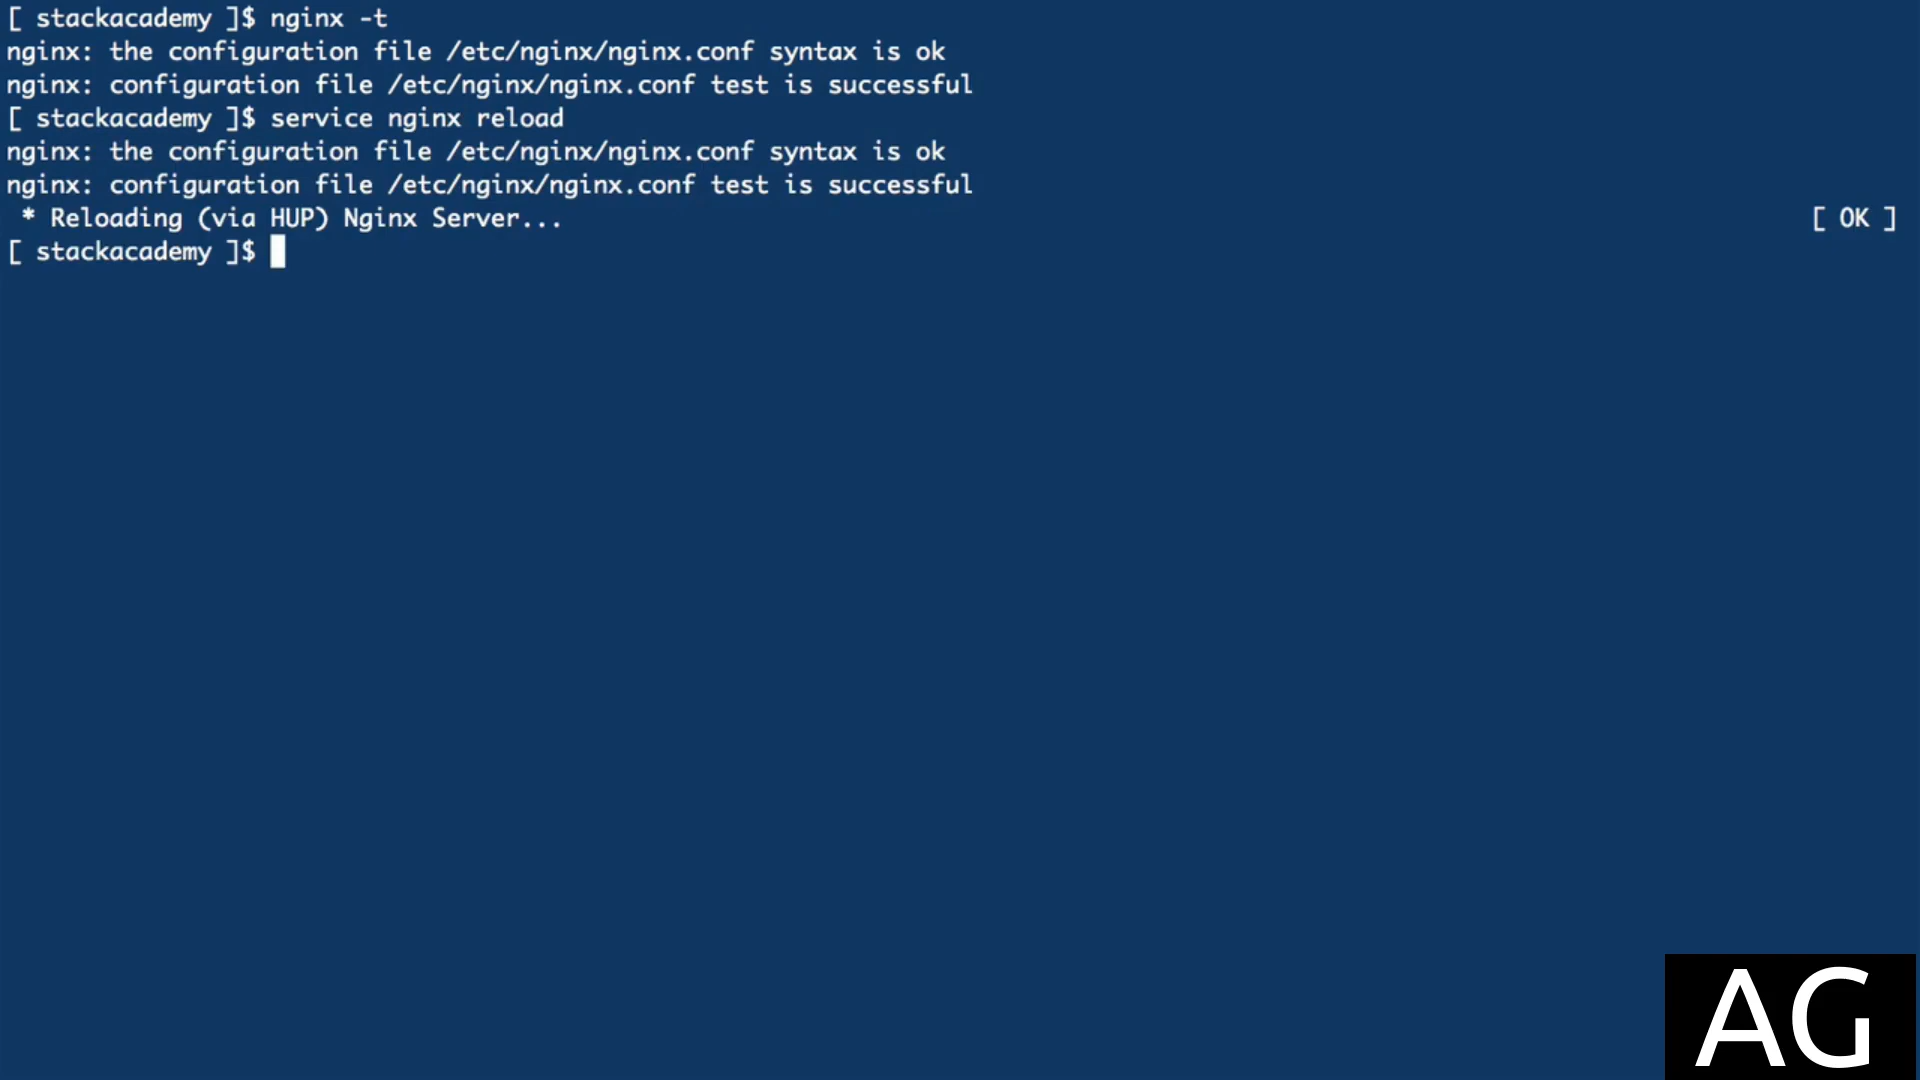 [ stackacademy ]$ nginx -t
nginx: the configuration file /etc/nginx/nginx.conf syntax is ok
nginx: configuration file /etc/nginx/nginx.conf test is successful
[ stackacademy ]$ service nginx reload
nginx: the configuration file /etc/nginx/nginx.conf syntax is ok
nginx: configuration file /etc/nginx/nginx.conf test is successful
 * Reloading (via HUP) Nginx Server... [ OK ]
[ stackacademy ]$
AG